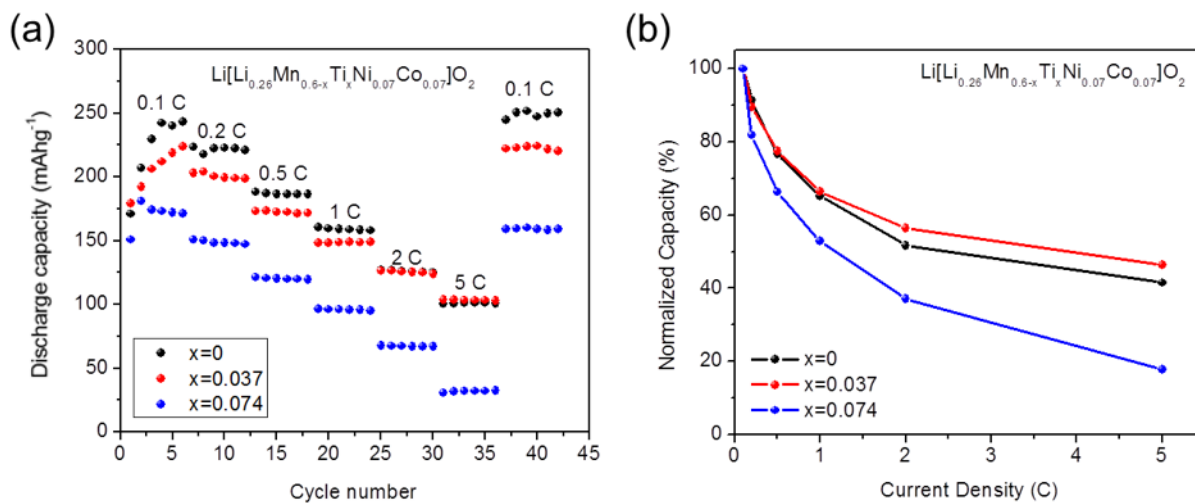 (a)
Discharge capacity (mAhg⁻¹)
300
250
200
150
100
50
0
Li[Li₀.₂₆Mn₀.₆₋ₓTiₓNi₀.₀₇Co₀.₀₇]O₂
0.1 C
0.2 C
0.5 C
1 C
2 C
5 C
0.1 C
x=0
x=0.037
x=0.074
0 5 10 15 20 25 30 35 40 45
Cycle number
(b)
Normalized Capacity (%)
100
80
60
40
20
0
Li[Li₀.₂₆Mn₀.₆₋ₓTiₓNi₀.₀₇Co₀.₀₇]O₂
x=0
x=0.037
x=0.074
0 1 2 3 4 5
Current Density (C)